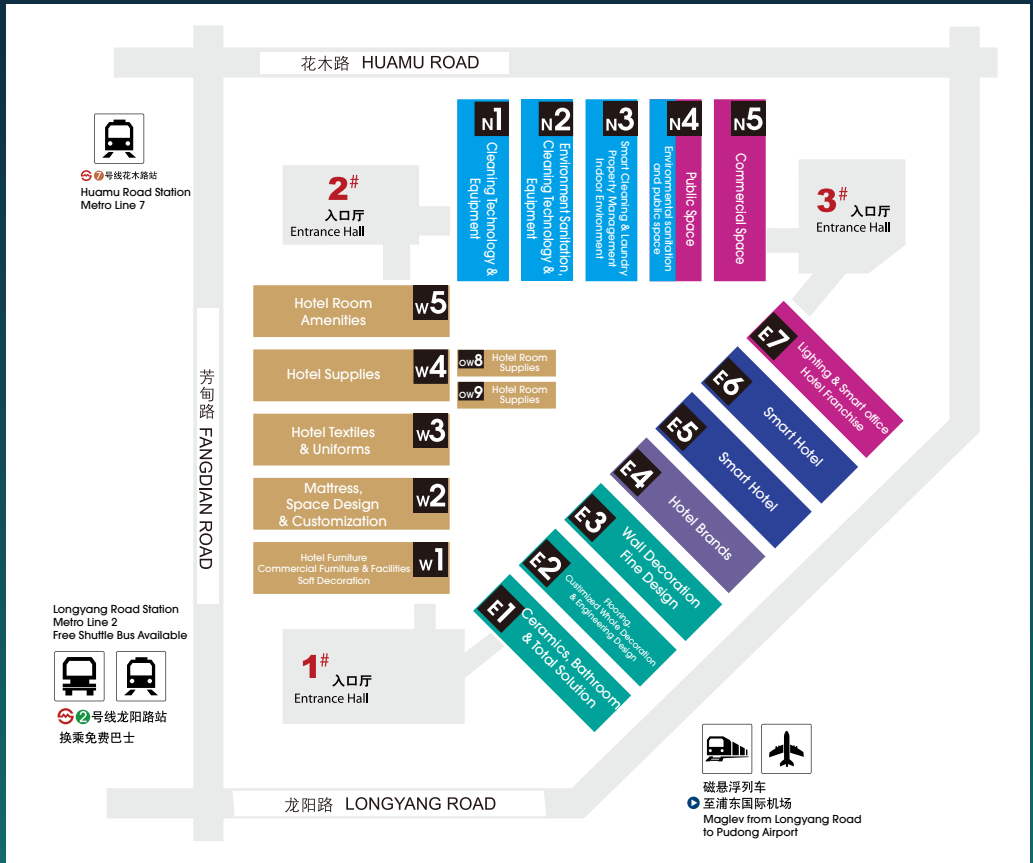 花木路 HUAMU ROAD
7号线花木路站
Huamu Road Station
Metro Line 7
2#
入口厅
Entrance Hall
N1
Cleaning Technology &
Equipment
N2
Environment Sanitation,
Cleaning Technology &
Equipment
N3
Smart Cleaning & Laundry
Property Management
Indoor Environment
N4
Public Space
Environmental sanitation
and public space
N5
Commercial Space
3#
入口厅
Entrance Hall
Hotel Room
Amenities
W5
Hotel Supplies
W4
OW8
Hotel Room
Supplies
OW9
Hotel Room
Supplies
Hotel Textiles
& Uniforms
W3
Mattress,
Space Design
& Customization
W2
Hotel Furniture
Commercial Furniture & Facilities
Soft Decoration
W1
E7
Lighting & Smart office
Hotel Franchise
E6
Smart Hotel
E5
Smart Hotel
E4
Hotel Brands
E3
Wall Decoration
Fine Design
E2
Flooring,
Custimized Whole Decoration
& Engineering Design
E1
Ceramics, Bathroom
& Total Solution
芳甸路 FANGDIAN ROAD
Longyang Road Station
Metro Line 2
Free Shuttle Bus Available
2号线龙阳路站
换乘免费巴士
1#
入口厅
Entrance Hall
龙阳路 LONGYANG ROAD
磁悬浮列车
至浦东国际机场
Maglev from Longyang Road
to Pudong Airport